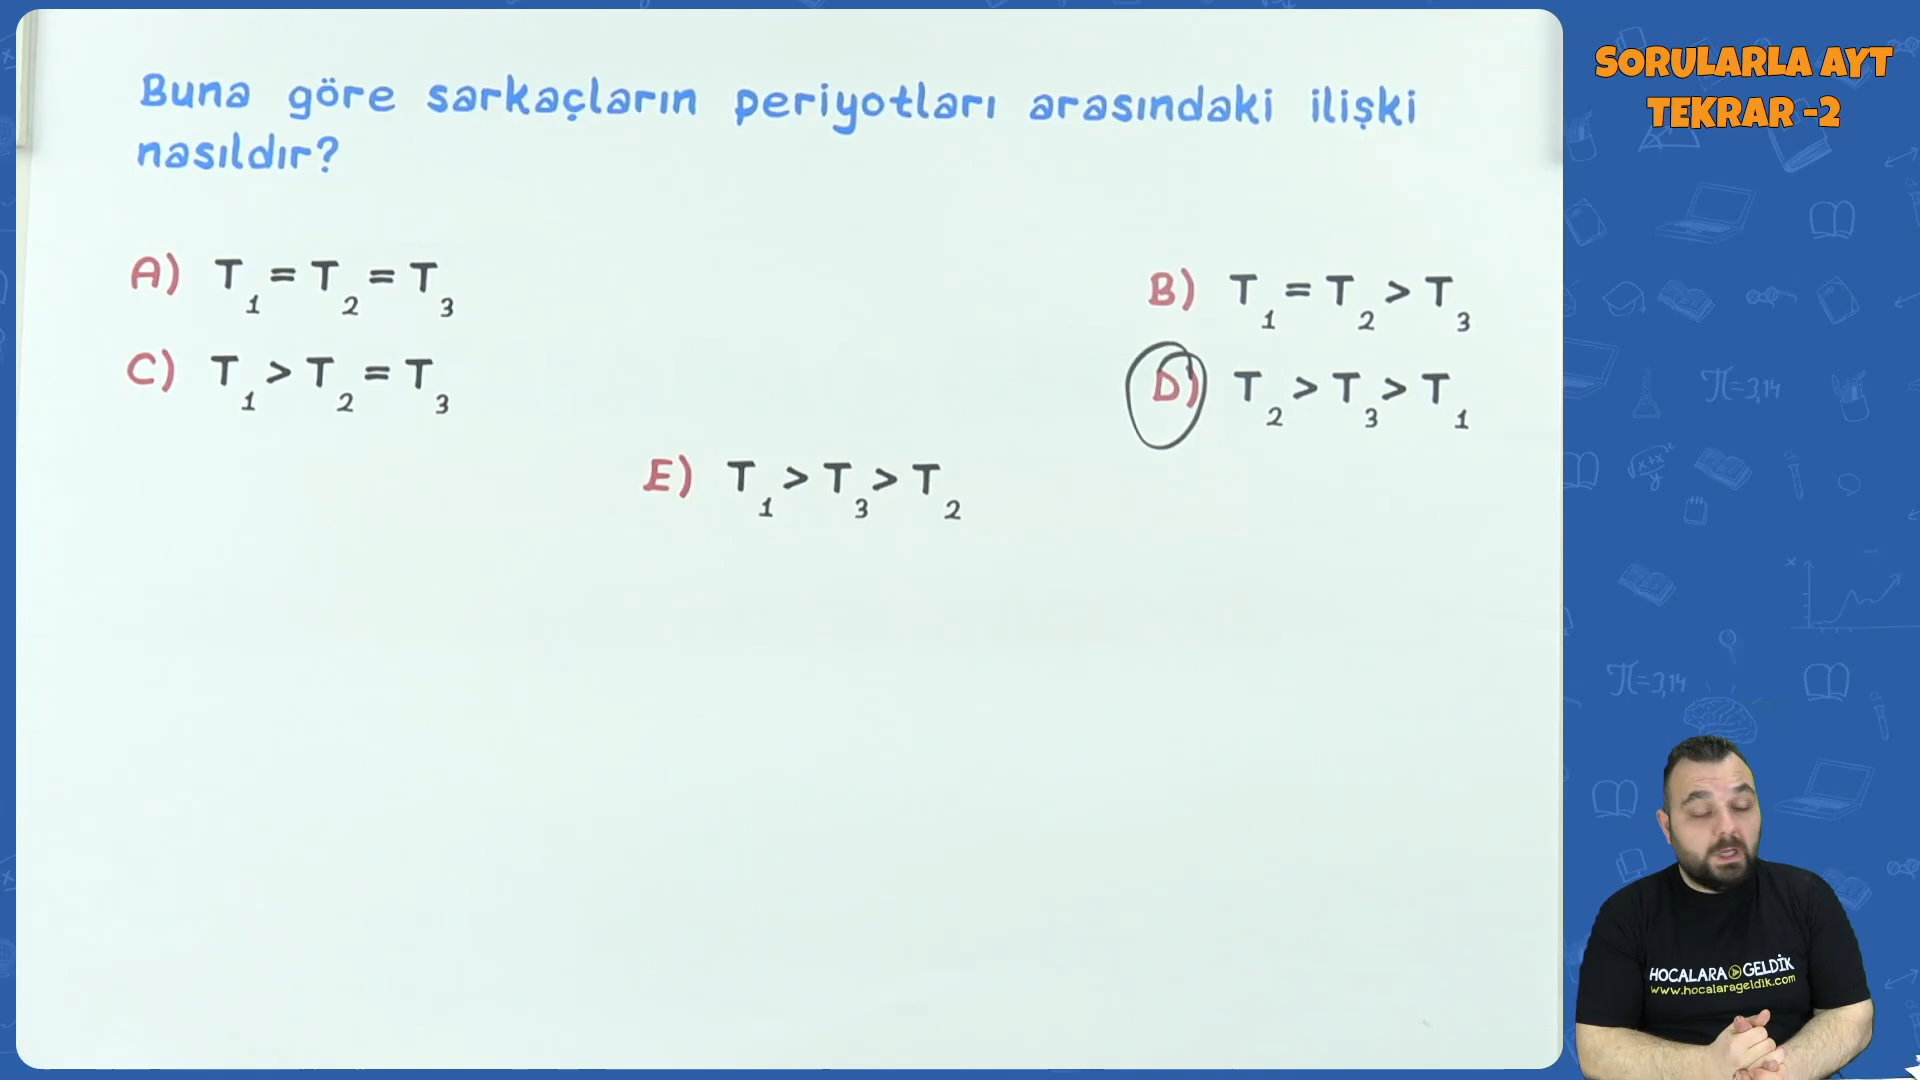 Buna göre sarkaçların periyotları arasındaki ilişki
nasıldır?
A) T₁ = T₂ = T₃
B) T₁ = T₂ > T₃
C) T₁ > T₂ = T₃
D) T₂ > T₃ > T₁
E) T₁ > T₃ > T₂
SORULARLA AYT
TEKRAR -2
π=3,14
π=3,14
HOCALARA GELDİK
www.hocalarageldik.com